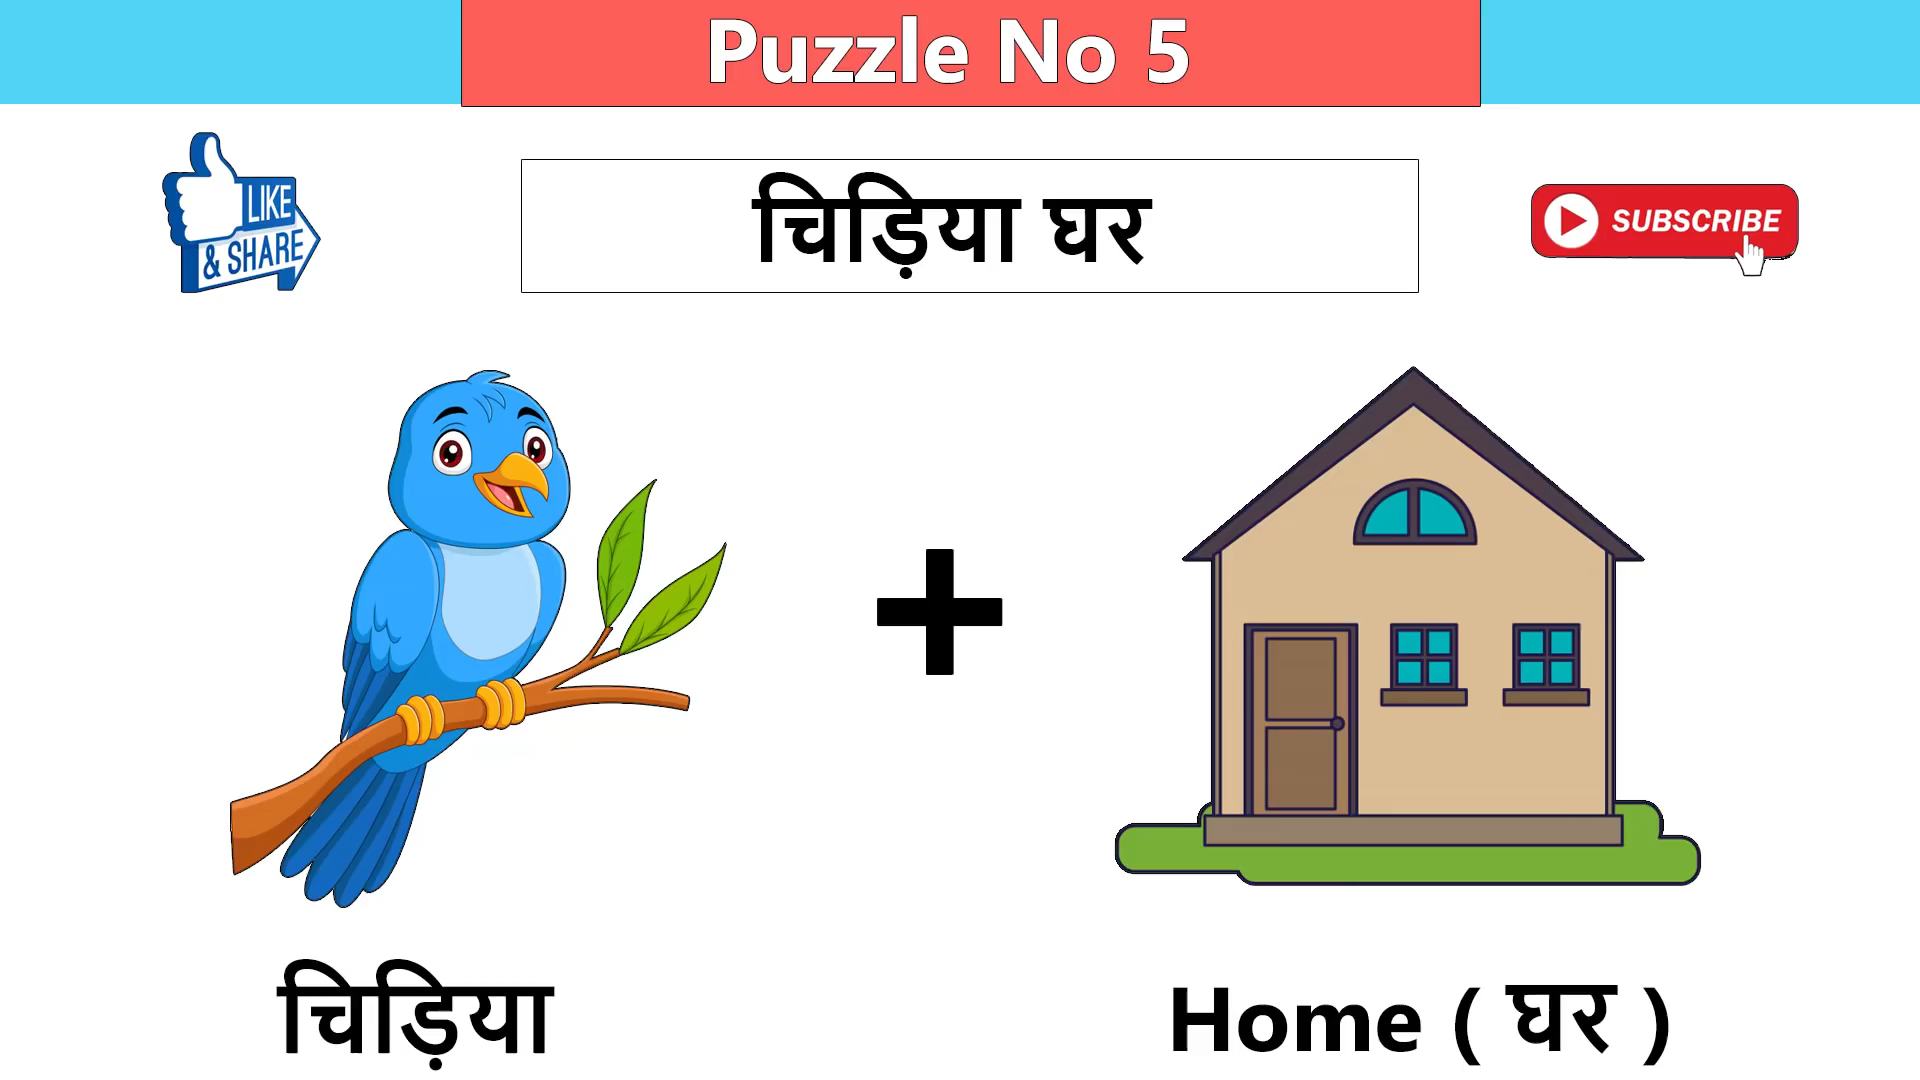 Puzzle No 5
LIKE
& SHARE
चिड़िया घर
SUBSCRIBE
चिड़िया
Home ( घर )